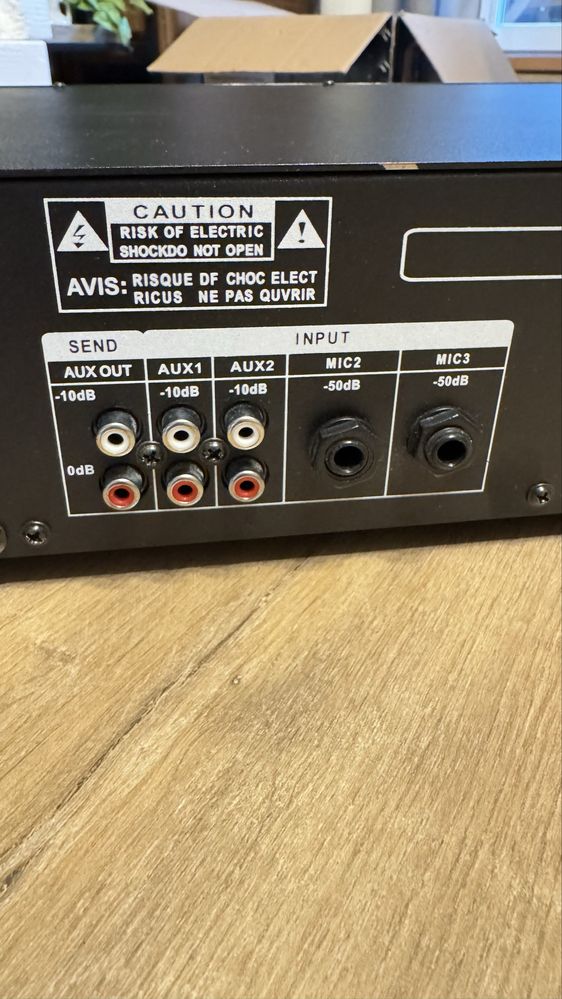 CAUTION
RISK OF ELECTRIC
SHOCKDO NOT OPEN
AVIS: RISQUE DF CHOC ELECT
RICUS NE PAS QUVRIR
SEND
INPUT
AUX OUT
AUX1
AUX2
MIC2
MIC3
-10dB
-10dB
-10dB
-50dB
-50dB
0dB